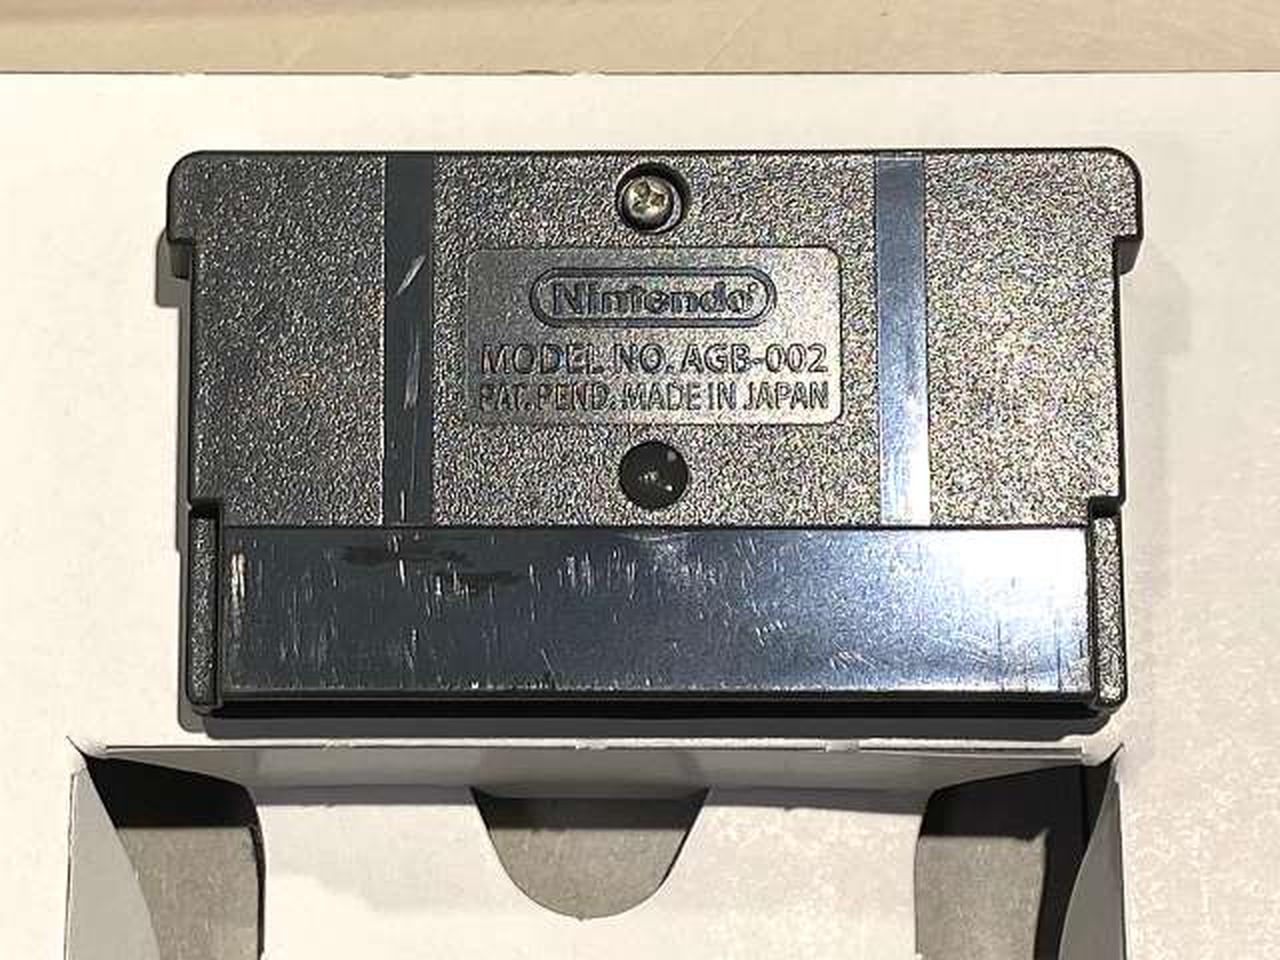 Nintendo
MODEL NO. AGB-002
PAT. PEND. MADE IN JAPAN